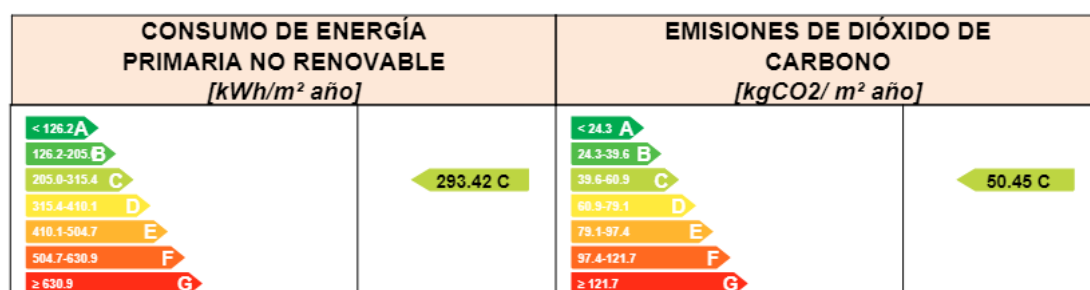 CONSUMO DE ENERGÍA
PRIMARIA NO RENOVABLE
[kWh/m² año]
< 126.2 A
126.2-205. B
205.0-315.4 C
315.4-410.1 D
410.1-504.7 E
504.7-630.9 F
≥ 630.9 G
293.42 C
EMISIONES DE DIÓXIDO DE
CARBONO
[kgCO2/ m² año]
< 24.3 A
24.3-39.6 B
39.6-60.9 C
60.9-79.1 D
79.1-97.4 E
97.4-121.7 F
≥ 121.7 G
50.45 C